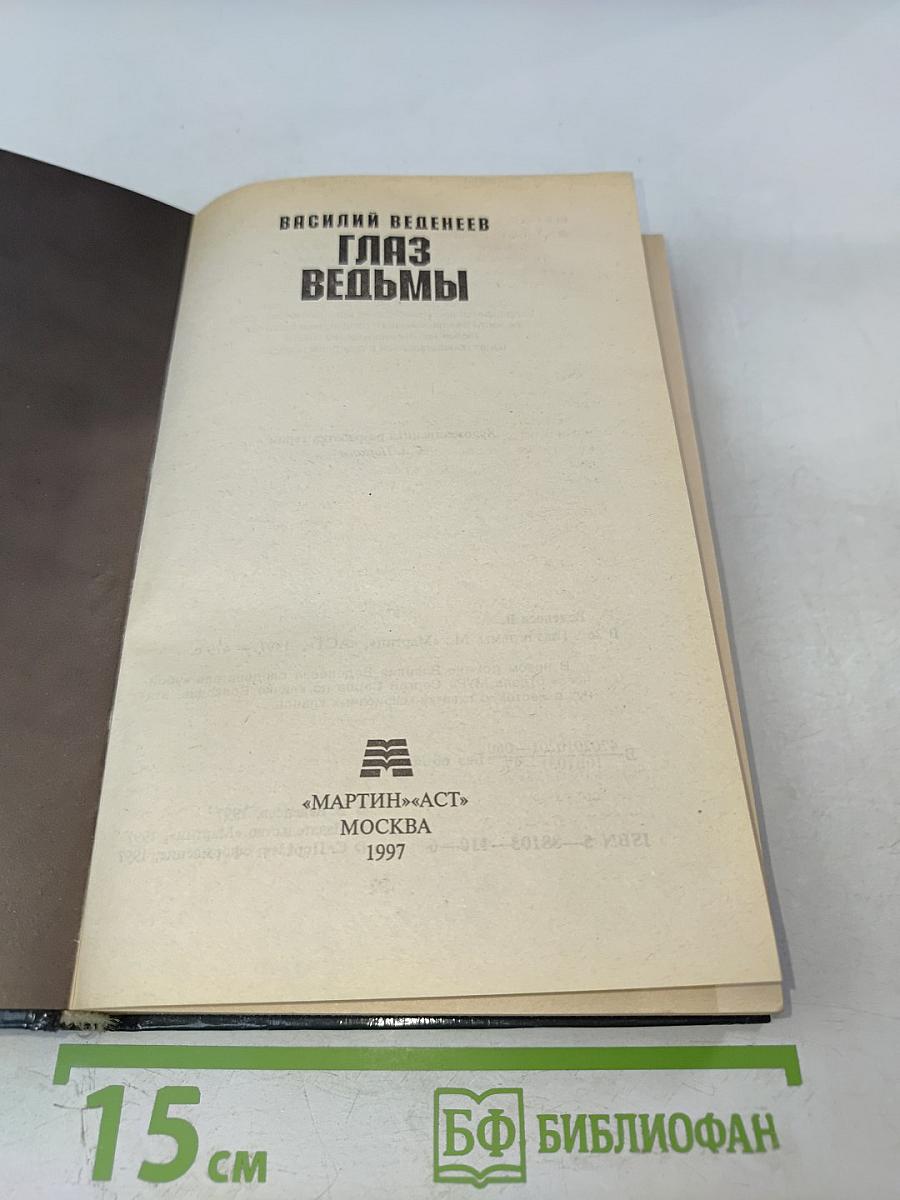 ВАСИЛИЙ ВЕДЕНЕЕВ
ГЛАЗ
ВЕДЬМЫ
«МАРТИН»«АСТ»
МОСКВА
1997
15 см
БФ БИБЛИОФАН